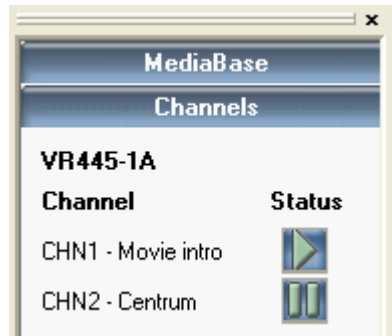 MediaBase
Channels
VR445-1A
Channel Status
CHN1 - Movie intro
CHN2 - Centrum